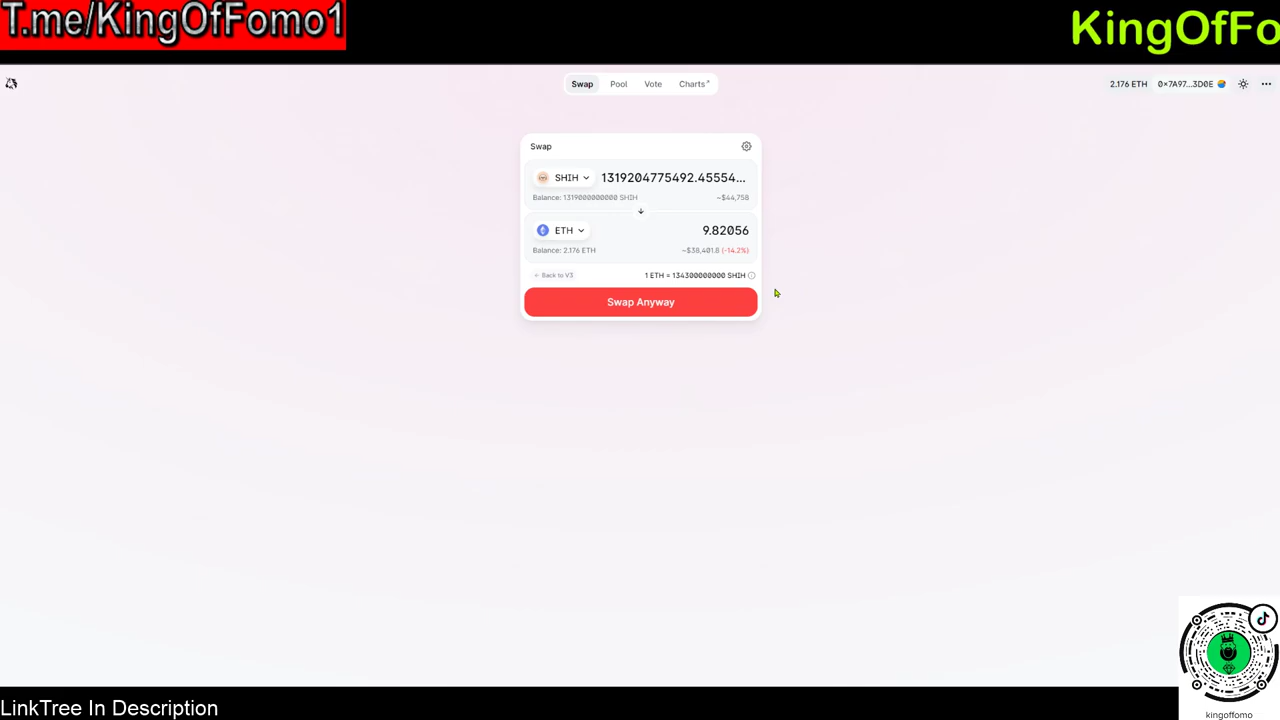 T.me/KingOfFomo1
KingOfFo
Swap Pool Vote Charts↗
2.176 ETH 0×7A97...3D0E
Swap
SHIH 1319204775492.45554...
Balance: 1319000000000 SHIH ~$44,758
ETH 9.82056
Balance: 2.176 ETH ~$38,401.8 (-14.2%)
← Back to V3 1 ETH = 134300000000 SHIH
Swap Anyway
LinkTree In Description
kingoffomo